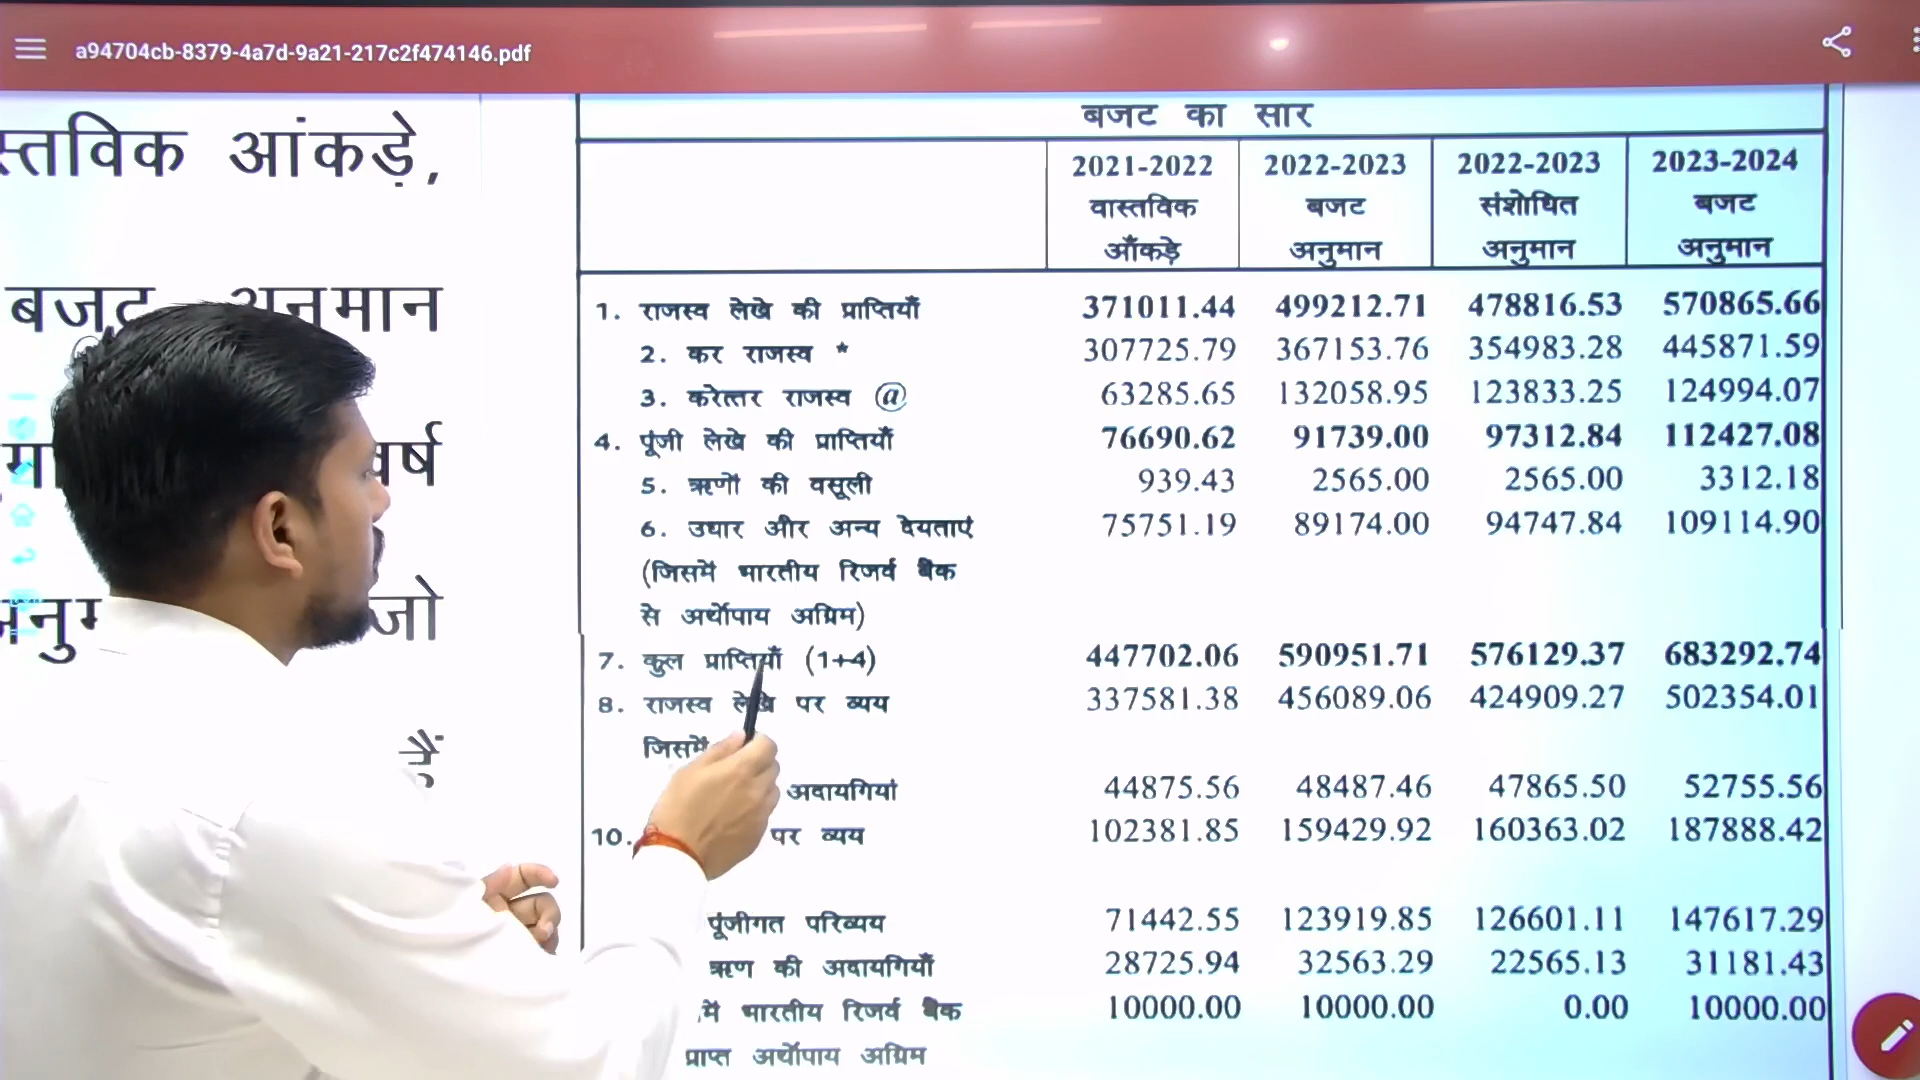 a94704cb-8379-4a7d-9a21-217c2f474146.pdf
आंकड़े,
बजट अनुमान
वर्ष
जो
हैं
बजट का सार
2021-2022 2022-2023 2022-2023 2023-2024
वास्तविक बजट संशोधित बजट
आँकड़े अनुमान अनुमान अनुमान
1. राजस्व लेखे की प्राप्तियाँ 371011.44 499212.71 478816.53 570865.66
2. कर राजस्व * 307725.79 367153.76 354983.28 445871.59
3. करेत्तर राजस्व @ 63285.65 132058.95 123833.25 124994.07
4. पूंजी लेखे की प्राप्तियाँ 76690.62 91739.00 97312.84 112427.08
5. ऋणों की वसूली 939.43 2565.00 2565.00 3312.18
6. उधार और अन्य देयताएं 75751.19 89174.00 94747.84 109114.90
(जिसमें भारतीय रिजर्व बैंक
से अर्थोपाय अग्रिम)
7. कुल प्राप्तियाँ (1+4) 447702.06 590951.71 576129.37 683292.74
8. राजस्व लेखे पर व्यय 337581.38 456089.06 424909.27 502354.01
जिसमें
अदायगियां 44875.56 48487.46 47865.50 52755.56
10. पर व्यय 102381.85 159429.92 160363.02 187888.42
पूंजीगत परिव्यय 71442.55 123919.85 126601.11 147617.29
ऋण की अदायगियाँ 28725.94 32563.29 22565.13 31181.43
में भारतीय रिजर्व बैंक 10000.00 10000.00 0.00 10000.00
प्राप्त अर्थोपाय अग्रिम